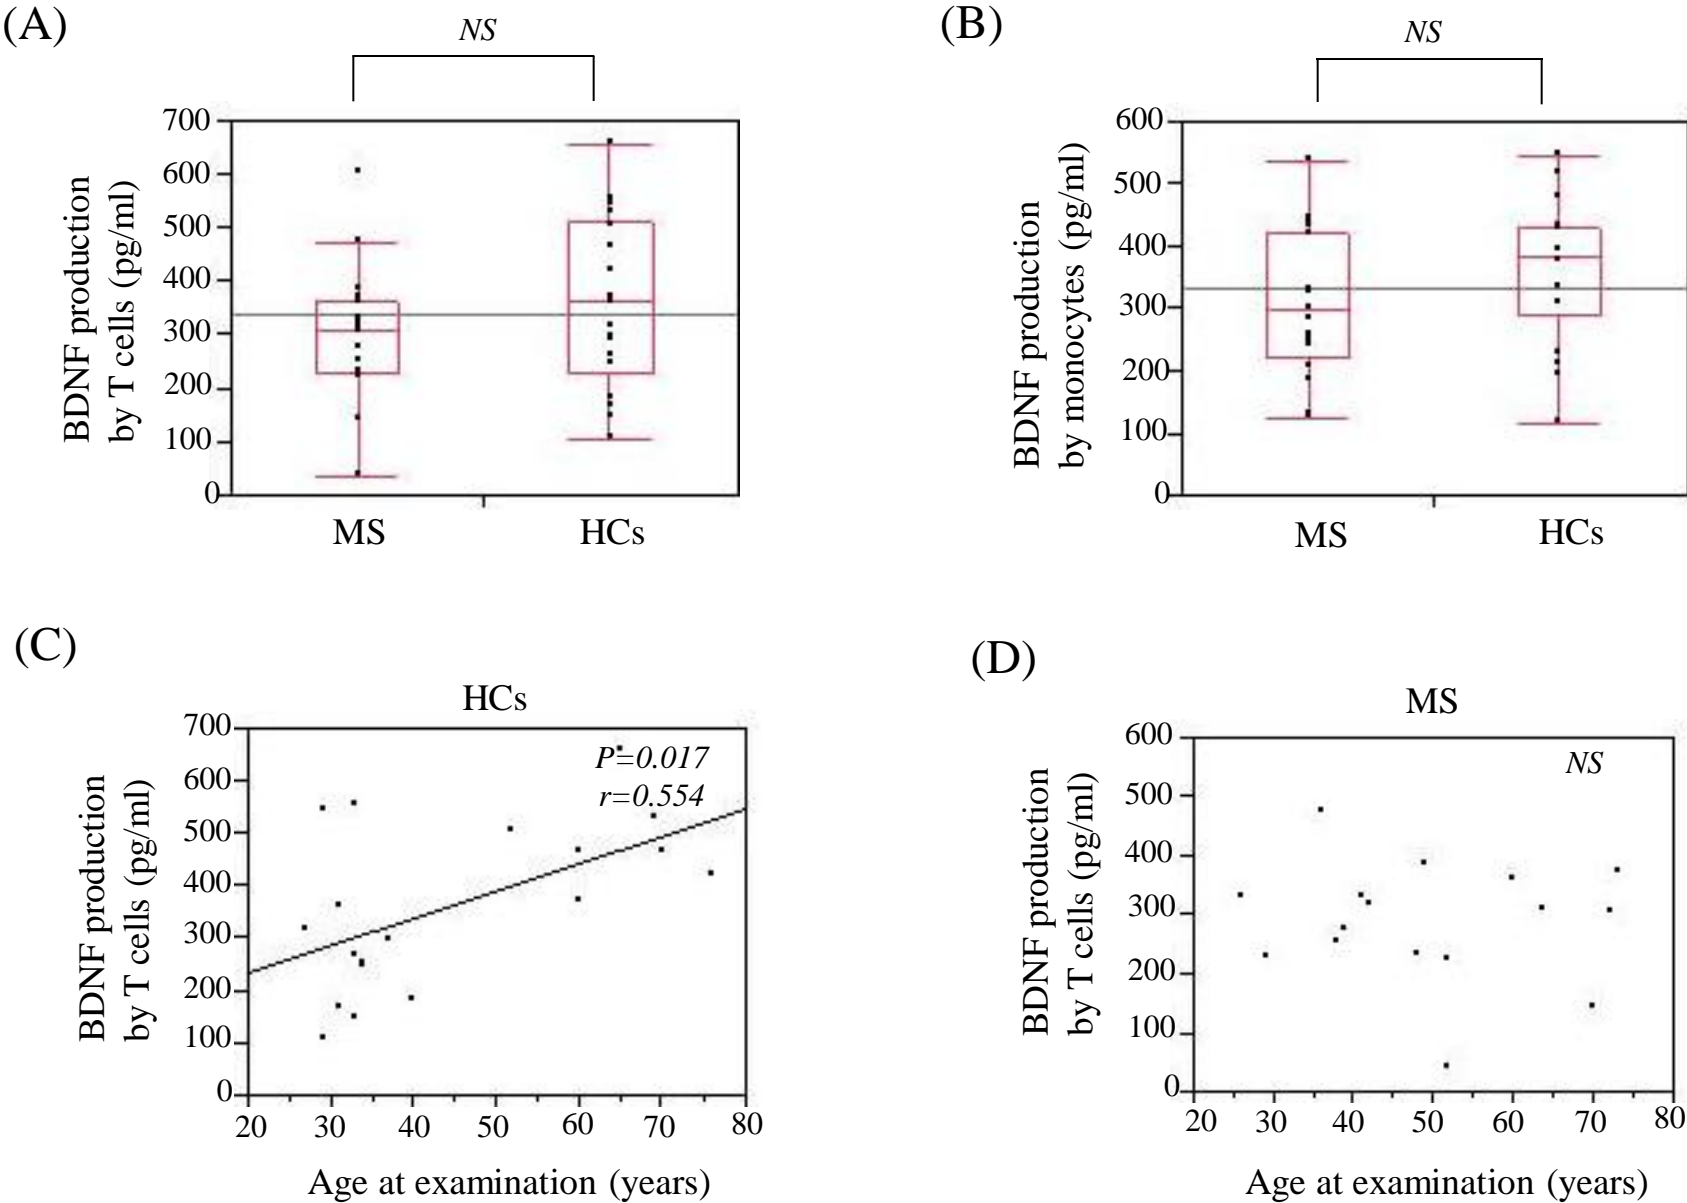 (A)
NS
BDNF production
by T cells (pg/ml)
700
600
500
400
300
200
100
0
MS
HCs
(B)
NS
BDNF production
by monocytes (pg/ml)
600
500
400
300
200
100
0
MS
HCs
(C)
HCs
BDNF production
by T cells (pg/ml)
700
600
500
400
300
200
100
0
P=0.017
r=0.554
20 30 40 50 60 70 80
Age at examination (years)
(D)
MS
BDNF production
by T cells (pg/ml)
600
500
400
300
200
100
0
NS
20 30 40 50 60 70 80
Age at examination (years)